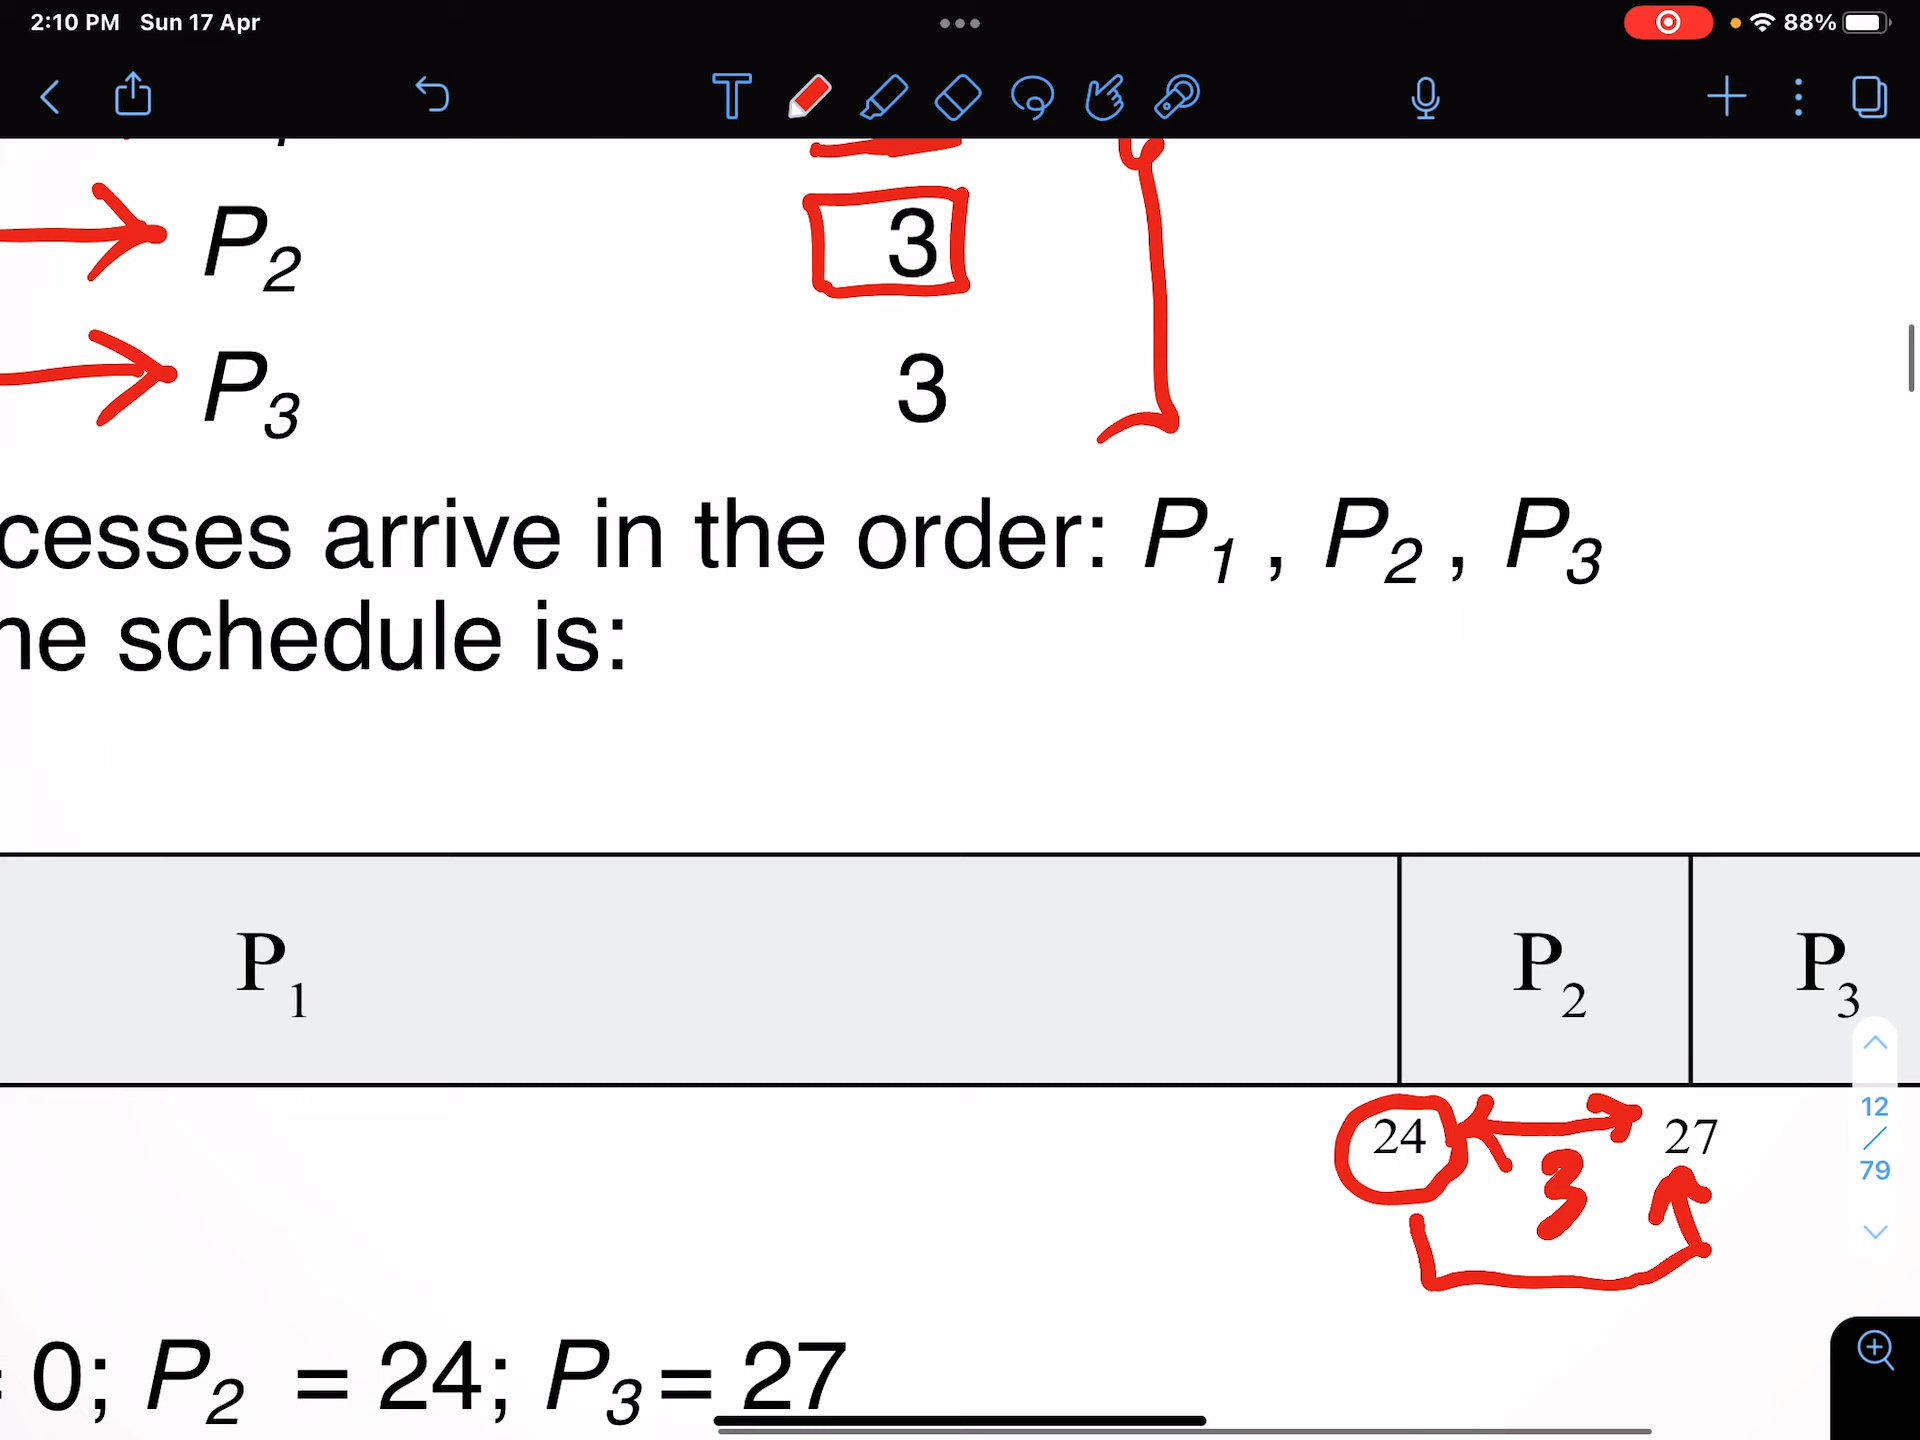 2:10 PM Sun 17 Apr
88%
P2 3
P3 3
cesses arrive in the order: P1 , P2 , P3
he schedule is:
P1 P2 P3
24 27
3
12
/
79
= 0; P2 = 24; P3 = 27